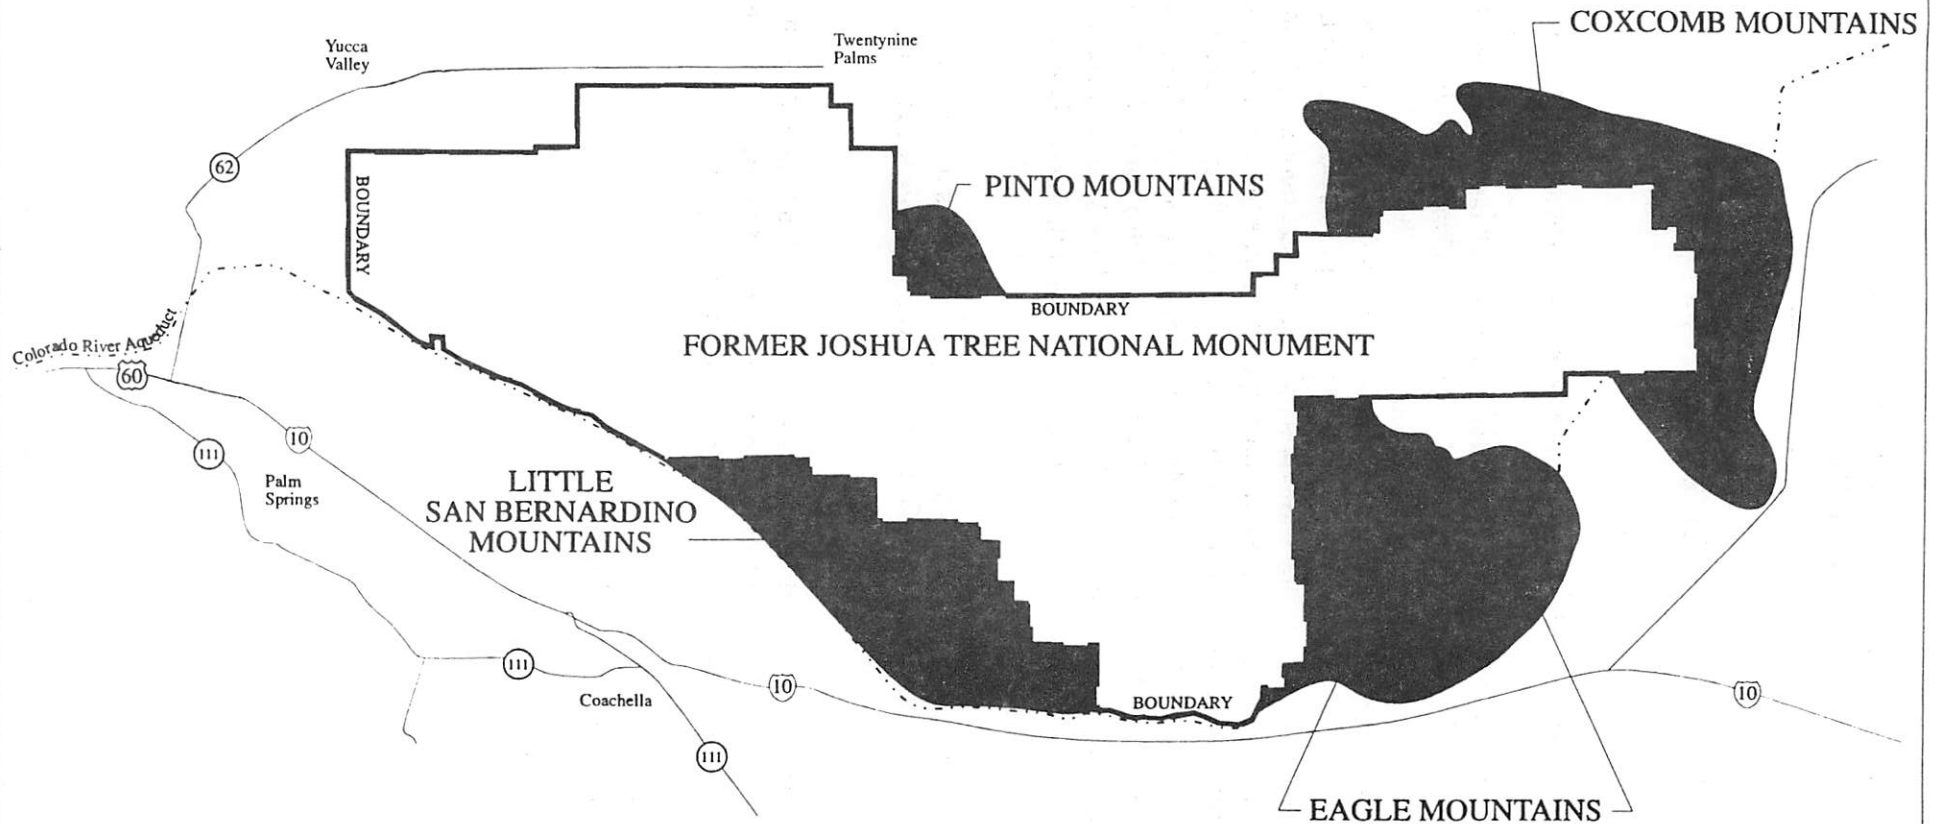 COXCOMB MOUNTAINS
Yucca
Valley
Twentynine
Palms
62
BOUNDARY
PINTO MOUNTAINS
BOUNDARY
Colorado River Aqueduct
60
FORMER JOSHUA TREE NATIONAL MONUMENT
10
111
Palm
Springs
LITTLE
SAN BERNARDINO
MOUNTAINS
111
10
Coachella
BOUNDARY
10
111
EAGLE MOUNTAINS